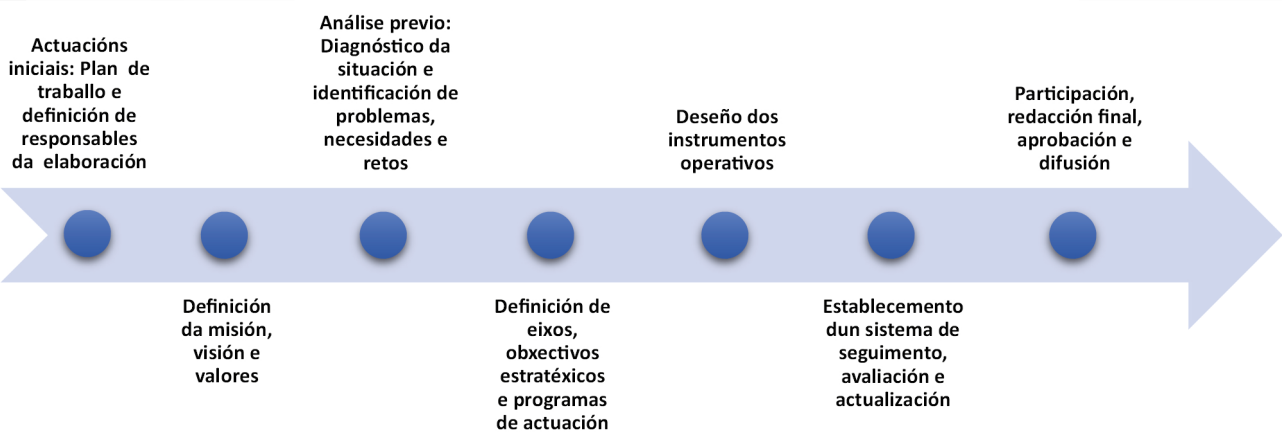 Actuacións
iniciais: Plan de
traballo e
definición de
responsables
da elaboración
Definición
da misión,
visión e
valores
Análise previo:
Diagnóstico da
situación e
identificación de
problemas,
necesidades e
retos
Definición de
eixos,
obxectivos
estratéxicos
e programas
de actuación
Deseño dos
instrumentos
operativos
Establecemento
dun sistema de
seguimento,
avaliación e
actualización
Participación,
redacción final,
aprobación e
difusión